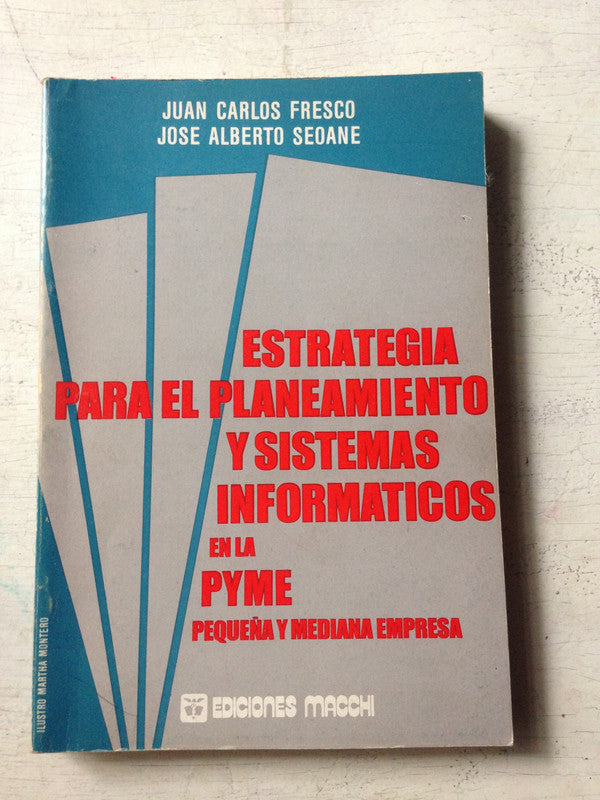 JUAN CARLOS FRESCO
JOSE ALBERTO SEOANE
ESTRATEGIA
PARA EL PLANEAMIENTO
Y SISTEMAS
INFORMATICOS
EN LA
PYME
PEQUEÑA Y MEDIANA EMPRESA
EDICIONES MACCHI
ILUSTRO MARTHA MONTERO